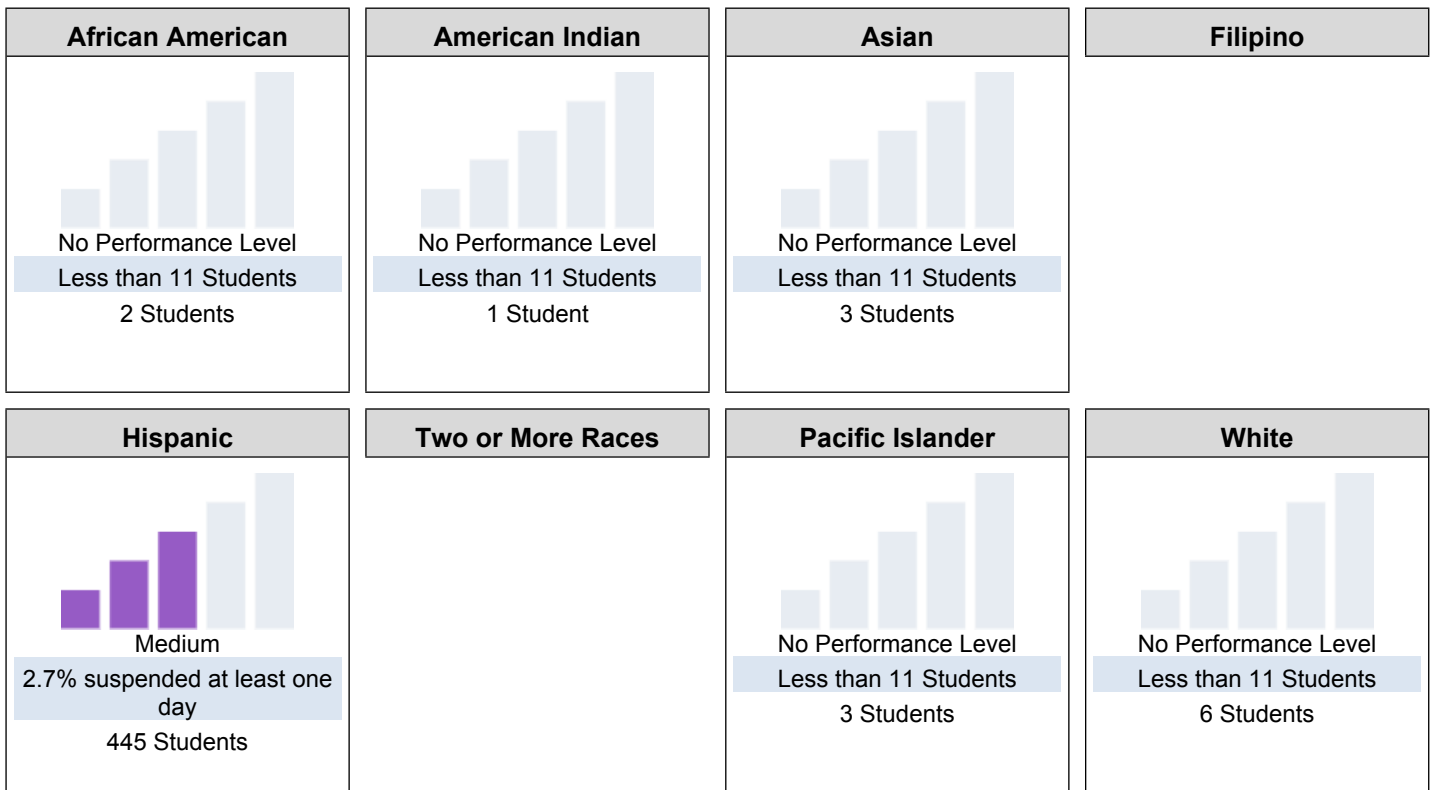 African American
No Performance Level
Less than 11 Students
2 Students
American Indian
No Performance Level
Less than 11 Students
1 Student
Asian
No Performance Level
Less than 11 Students
3 Students
Filipino
Hispanic
Medium
2.7% suspended at least one
day
445 Students
Two or More Races
Pacific Islander
No Performance Level
Less than 11 Students
3 Students
White
No Performance Level
Less than 11 Students
6 Students